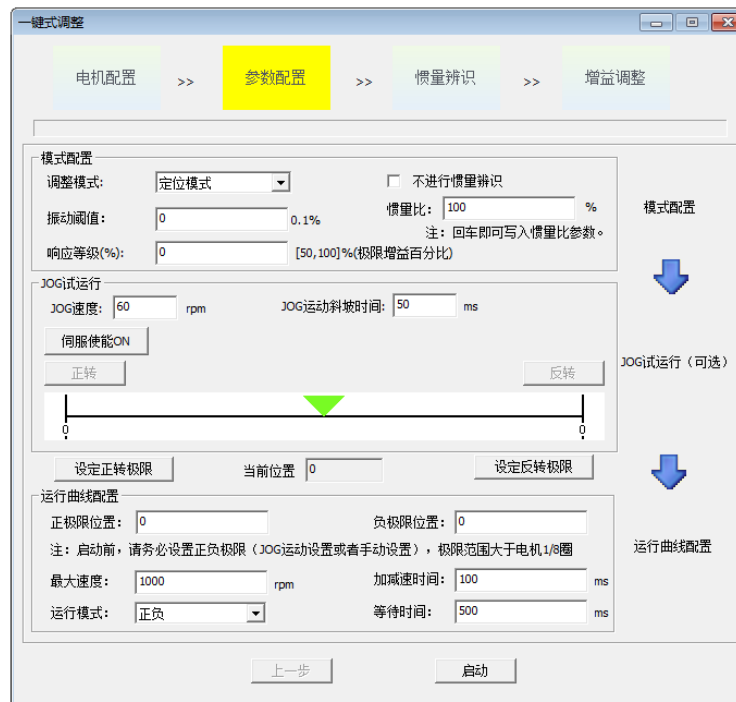 一键式调整
电机配置 >> 参数配置 >> 惯量辨识 >> 增益调整
模式配置
调整模式: 定位模式 不进行惯量辨识
惯量比: 100 % 模式配置
振动阈值: 0 0.1%
注：回车即可写入惯量比参数。
响应等级(%): 0 [50,100]%(极限增益百分比)
JOG试运行
JOG速度: 60 rpm JOG运动斜坡时间: 50 ms
伺服使能ON
正转 反转 JOG试运行（可选）
0 0
设定正转极限 当前位置 0 设定反转极限
运行曲线配置
正极限位置: 0 负极限位置: 0
注：启动前，请务必设置正负极限（JOG运动设置或者手动设置），极限范围大于电机1/8圈 运行曲线配置
最大速度: 1000 rpm 加减速时间: 100 ms
运行模式: 正负 等待时间: 500 ms
上一步 启动